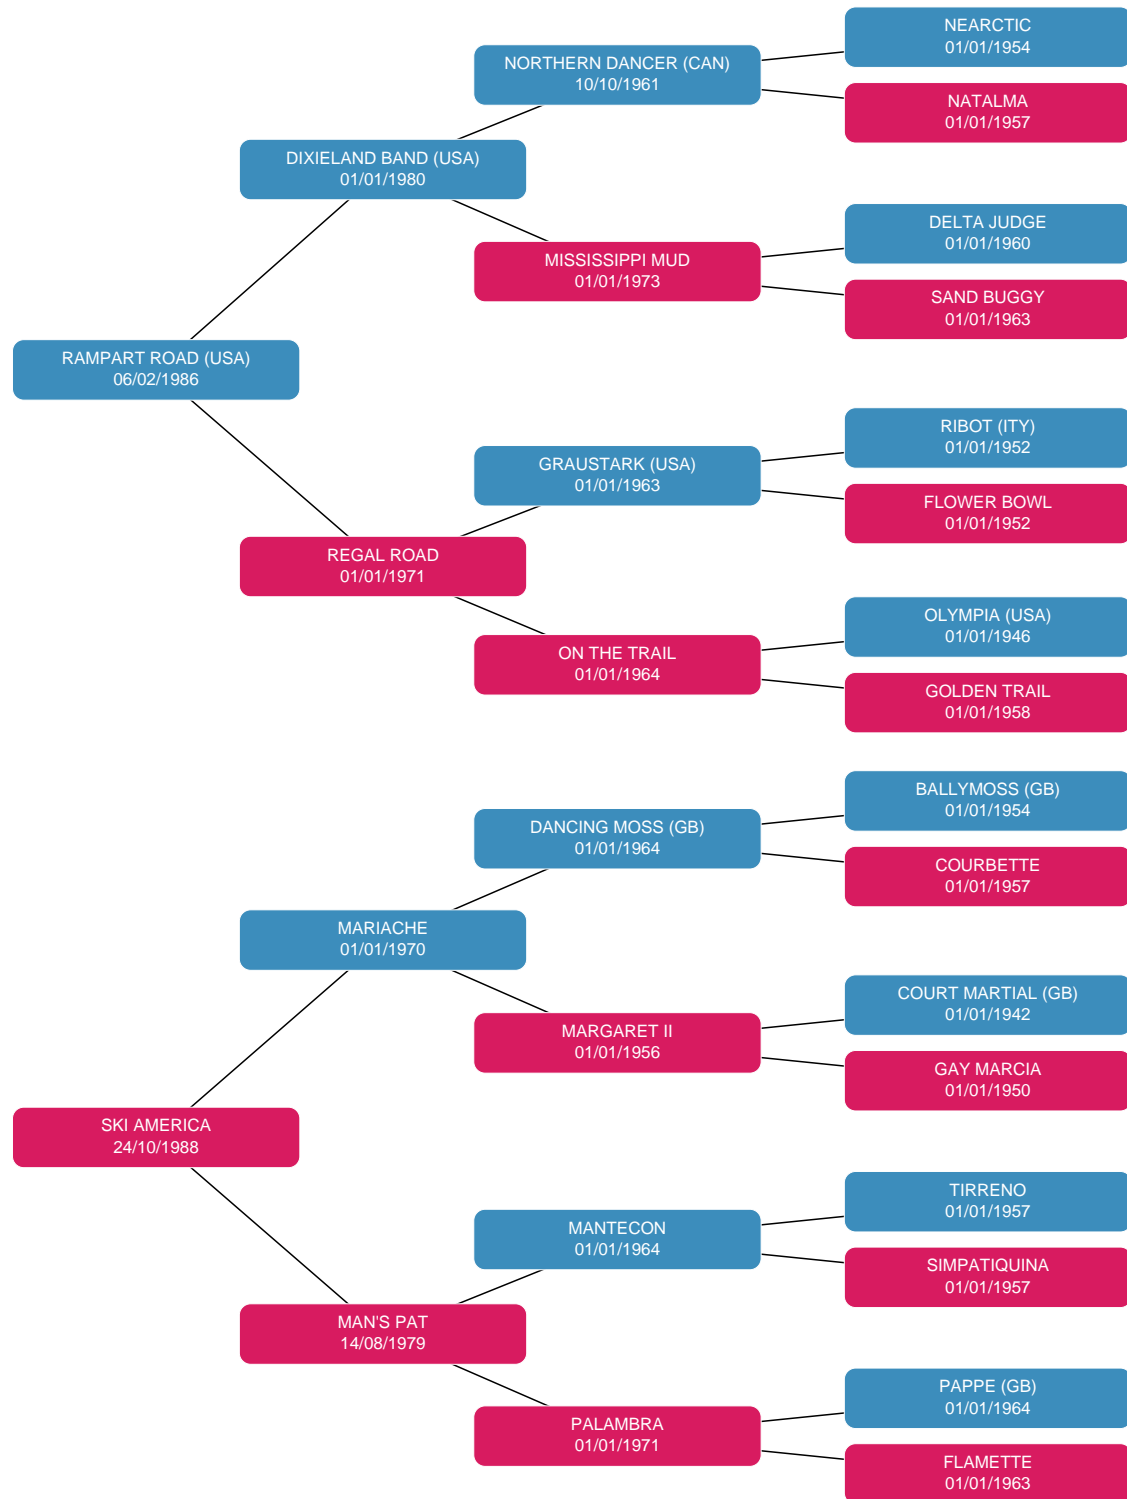 NEARCTIC
01/01/1954
NORTHERN DANCER (CAN)
10/10/1961
NATALMA
01/01/1957
DIXIELAND BAND (USA)
01/01/1980
DELTA JUDGE
01/01/1960
MISSISSIPPI MUD
01/01/1973
SAND BUGGY
01/01/1963
RAMPART ROAD (USA)
06/02/1986
RIBOT (ITY)
01/01/1952
GRAUSTARK (USA)
01/01/1963
FLOWER BOWL
01/01/1952
REGAL ROAD
01/01/1971
OLYMPIA (USA)
01/01/1946
ON THE TRAIL
01/01/1964
GOLDEN TRAIL
01/01/1958
BALLYMOSS (GB)
01/01/1954
DANCING MOSS (GB)
01/01/1964
COURBETTE
01/01/1957
MARIACHE
01/01/1970
COURT MARTIAL (GB)
01/01/1942
MARGARET II
01/01/1956
GAY MARCIA
01/01/1950
SKI AMERICA
24/10/1988
TIRRENO
01/01/1957
MANTECON
01/01/1964
SIMPATIQUINA
01/01/1957
MAN'S PAT
14/08/1979
PAPPE (GB)
01/01/1964
PALAMBRA
01/01/1971
FLAMETTE
01/01/1963